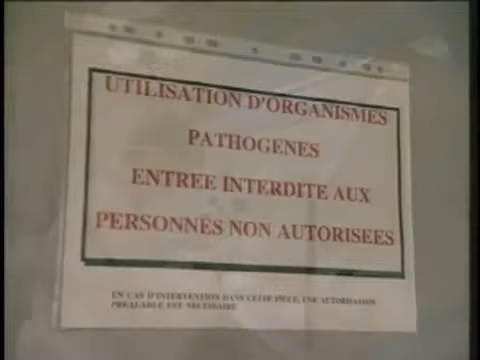 UTILISATION D'ORGANISMES
PATHOGENES
ENTREE INTERDITE AUX
PERSONNES NON AUTORISEES
EN CAS D'INTERVENTION DANS CETTE PIECE, UNE AUTORISATION
PREALABLE EST NECESSAIRE